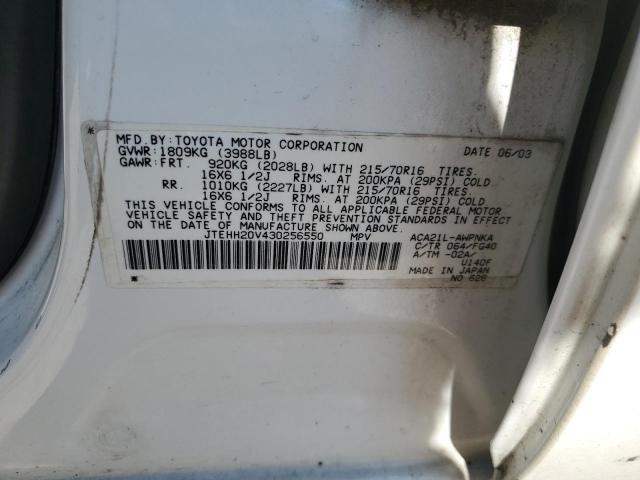 MFD. BY: TOYOTA MOTOR CORPORATION DATE 06/03
GVWR: 1809KG (3988LB)
GAWR: FRT. 920KG (2028LB) WITH 215/70R16 TIRES.
16X6 1/2J RIMS. AT 200KPA (29PSI) COLD
RR. 1010KG (2227LB) WITH 215/70R16 TIRES.
16X6 1/2J RIMS. AT 200KPA (29PSI) COLD
THIS VEHICLE CONFORMS TO ALL APPLICABLE FEDERAL MOTOR
VEHICLE SAFETY AND THEFT PREVENTION STANDARDS IN EFFECT
ON THE DATE OF MANUFACTURE SHOWN ABOVE.
JTEHH20V430256550 MPV
ACA21L-AWPNKA
C/TR 064/FG40
A/TM -02A/
U140F
MADE IN JAPAN
NO 626